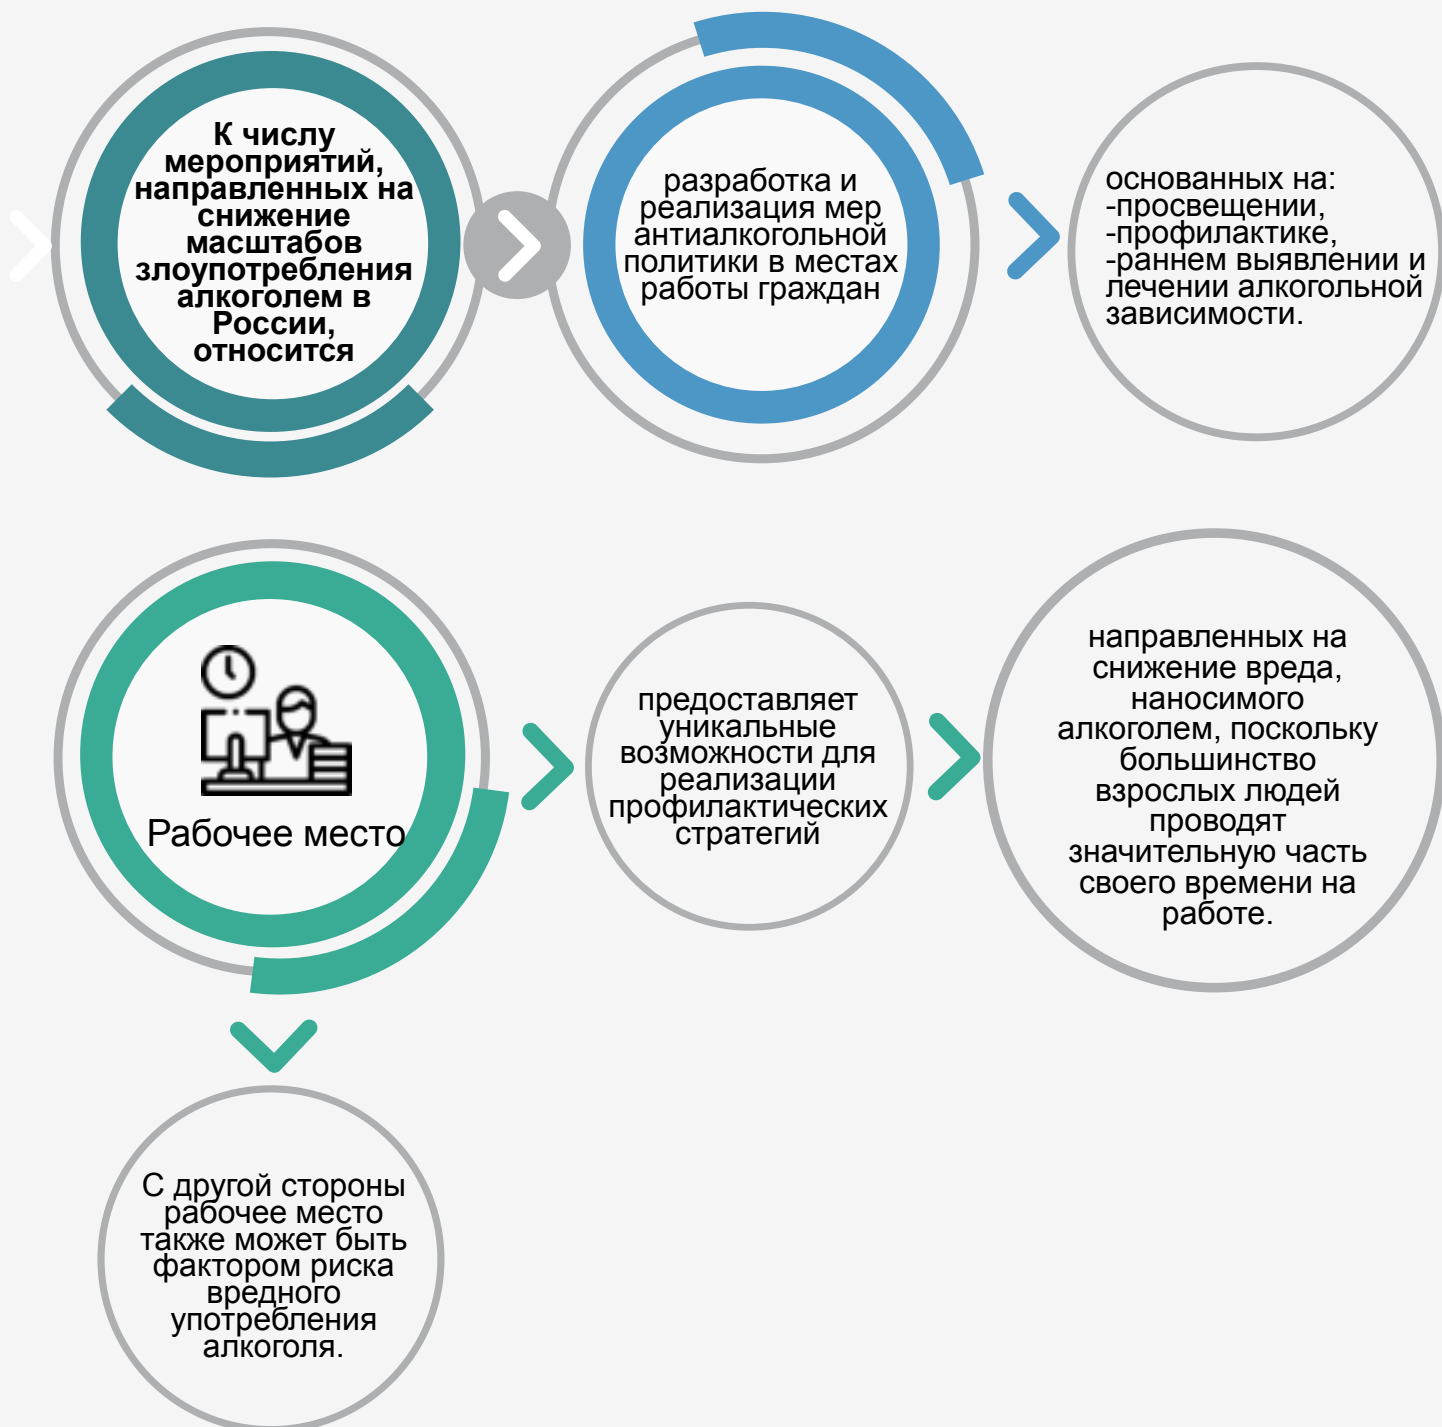 К числу
мероприятий,
направленных на
снижение
масштабов
злоупотребления
алкоголем в
России,
относится
разработка и
реализация мер
антиалкогольной
политики в местах
работы граждан
основанных на:
-просвещении,
-профилактике,
-раннем выявлении и
лечении алкогольной
зависимости.
Рабочее место
предоставляет
уникальные
возможности для
реализации
профилактических
стратегий
направленных на
снижение вреда,
наносимого
алкоголем, поскольку
большинство
взрослых людей
проводят
значительную часть
своего времени на
работе.
С другой стороны
рабочее место
также может быть
фактором риска
вредного
употребления
алкоголя.